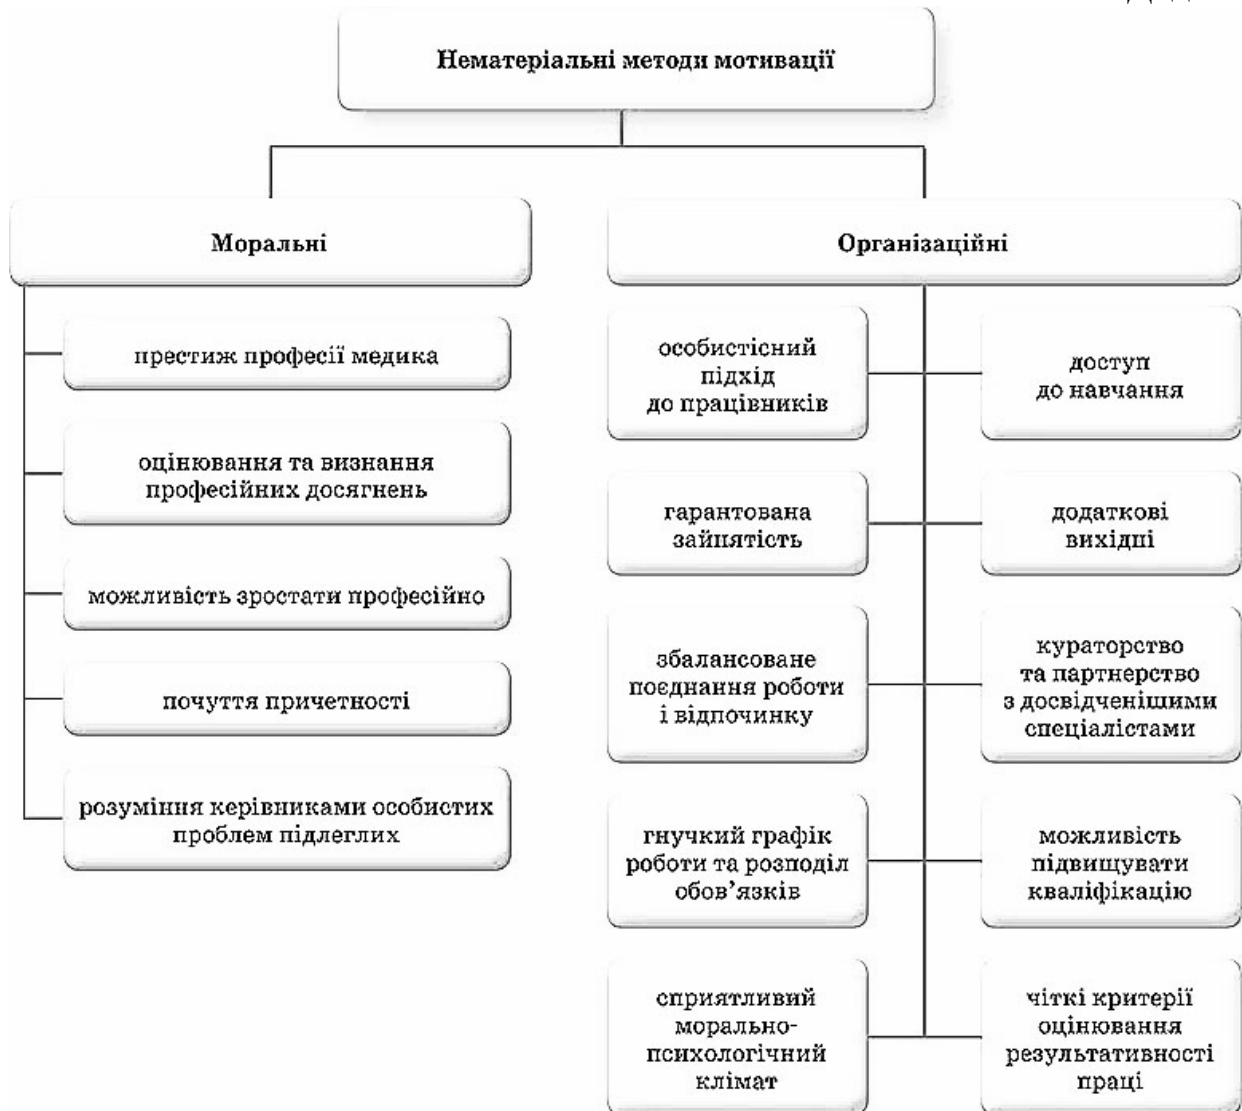 Нематеріальні методи мотивації
Моральні
престиж професії медика
оцінювання та визнання
професійних досягнень
можливість зростати професійно
почуття причетності
розуміння керівниками особистих
проблем підлеглих
Організаційні
особистісний
підхід
до працівників
доступ
до навчання
гарантована
зайнятість
додаткові
вихідні
збалансоване
поєднання роботи
і відпочинку
кураторство
та партнерство
з досвідченішими
спеціалістами
гнучкий графік
роботи та розподіл
обов’язків
можливість
підвищувати
кваліфікацію
сприятливий
морально-
психологічний
клімат
чіткі критерії
оцінювання
результативності
праці